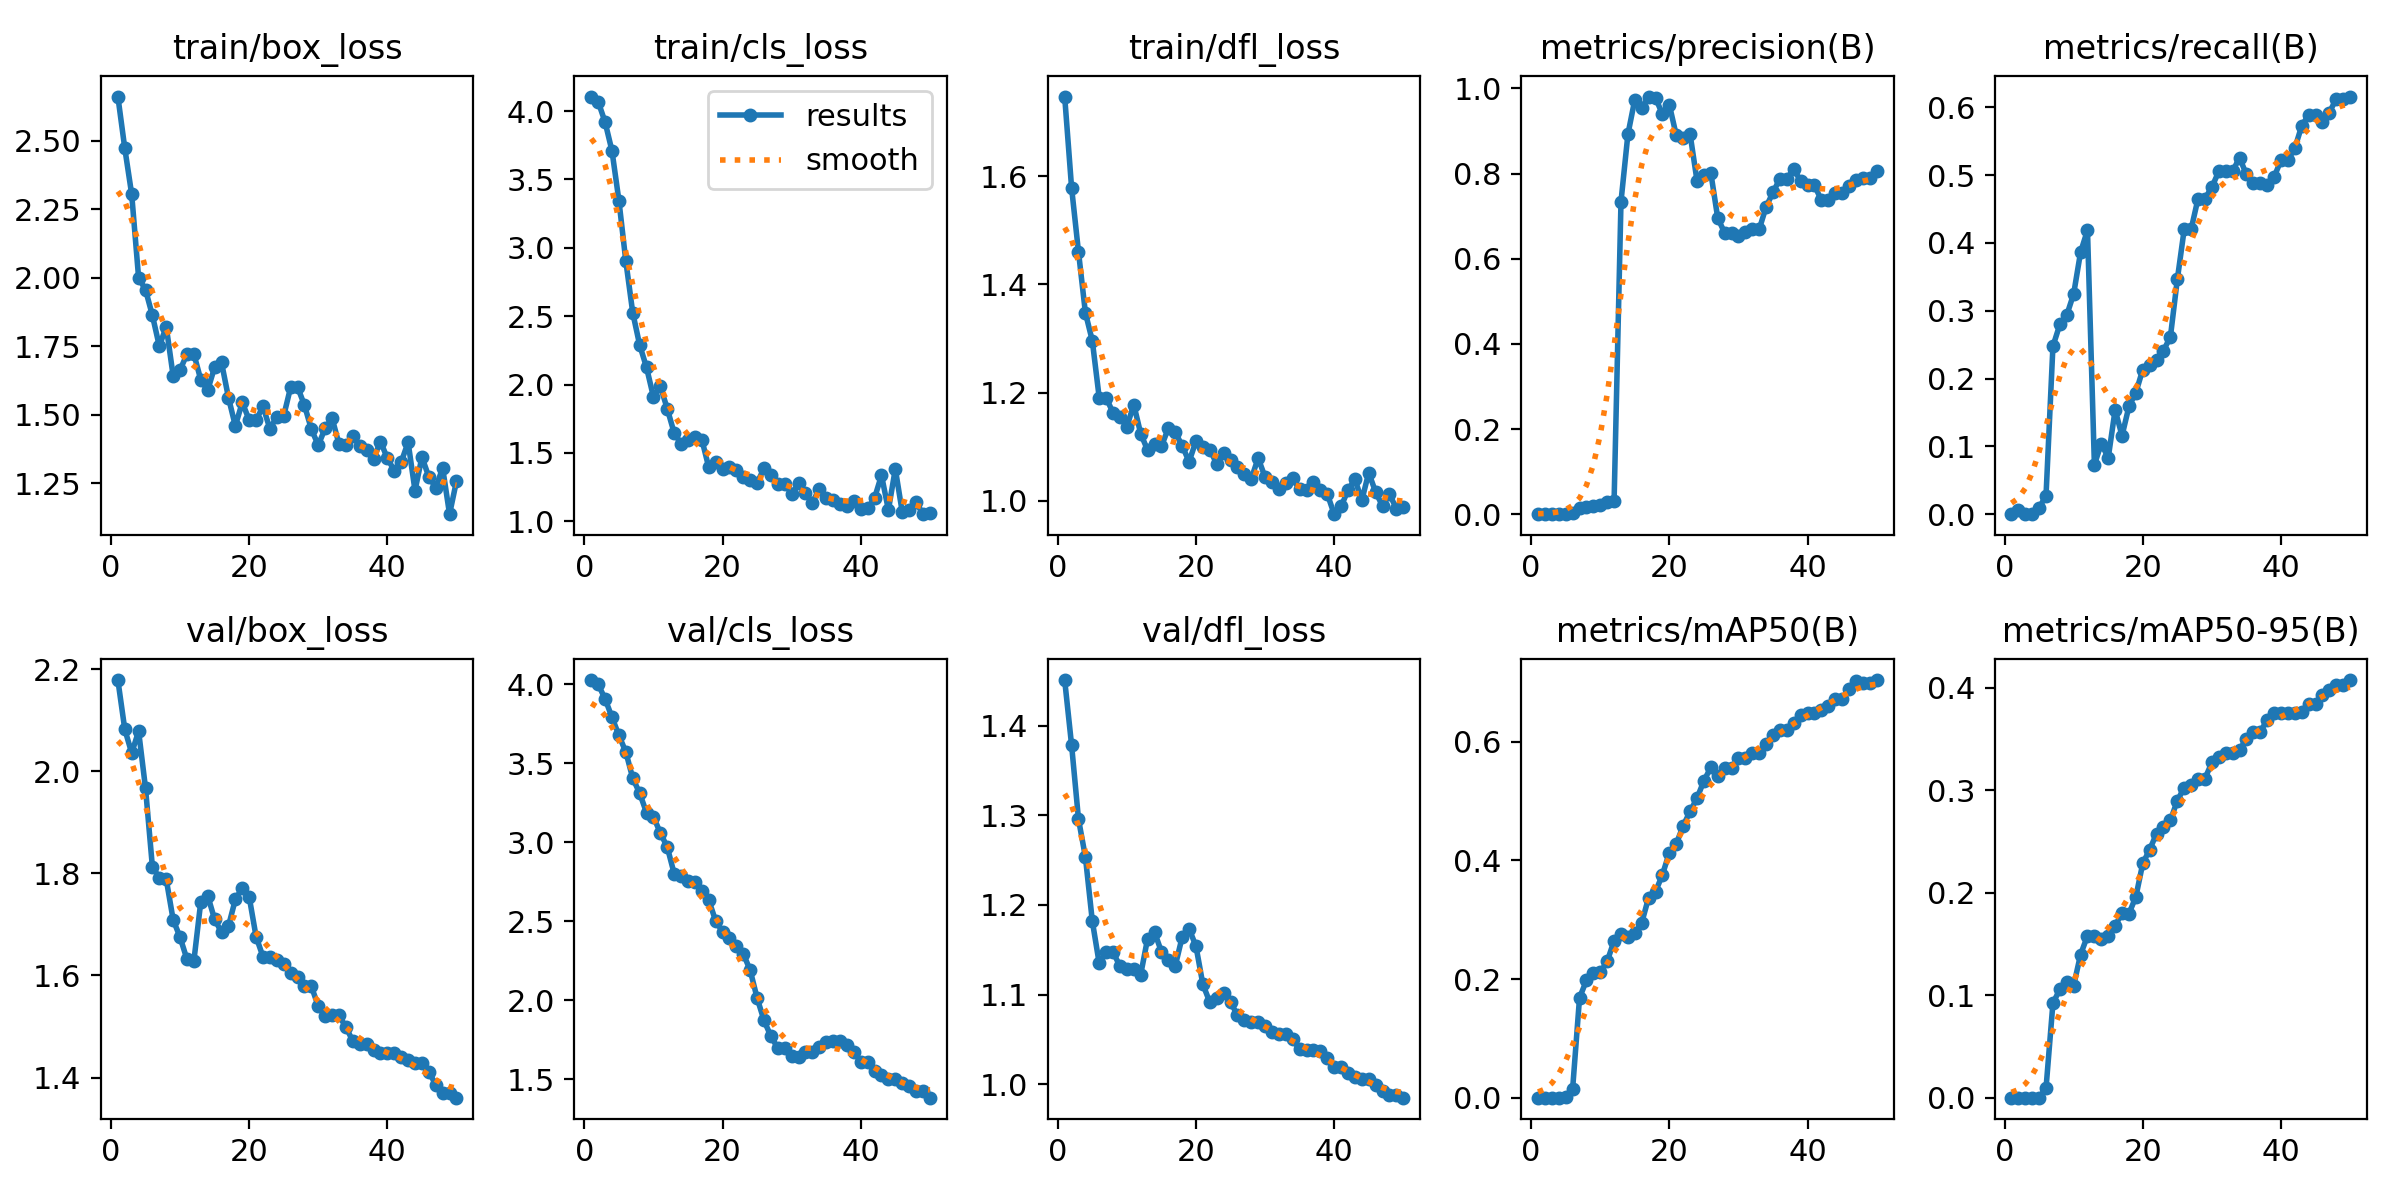 train/box_loss
train/cls_loss
train/dfl_loss
metrics/precision(B)
metrics/recall(B)
2.50
2.25
2.00
1.75
1.50
1.25
0 20 40
results
smooth
4.0
3.5
3.0
2.5
2.0
1.5
1.0
0 20 40
1.6
1.4
1.2
1.0
0 20 40
1.0
0.8
0.6
0.4
0.2
0.0
0 20 40
0.6
0.5
0.4
0.3
0.2
0.1
0.0
0 20 40
val/box_loss
val/cls_loss
val/dfl_loss
metrics/mAP50(B)
metrics/mAP50-95(B)
2.2
2.0
1.8
1.6
1.4
0 20 40
4.0
3.5
3.0
2.5
2.0
1.5
0 20 40
1.4
1.3
1.2
1.1
1.0
0 20 40
0.6
0.4
0.2
0.0
0 20 40
0.4
0.3
0.2
0.1
0.0
0 20 40